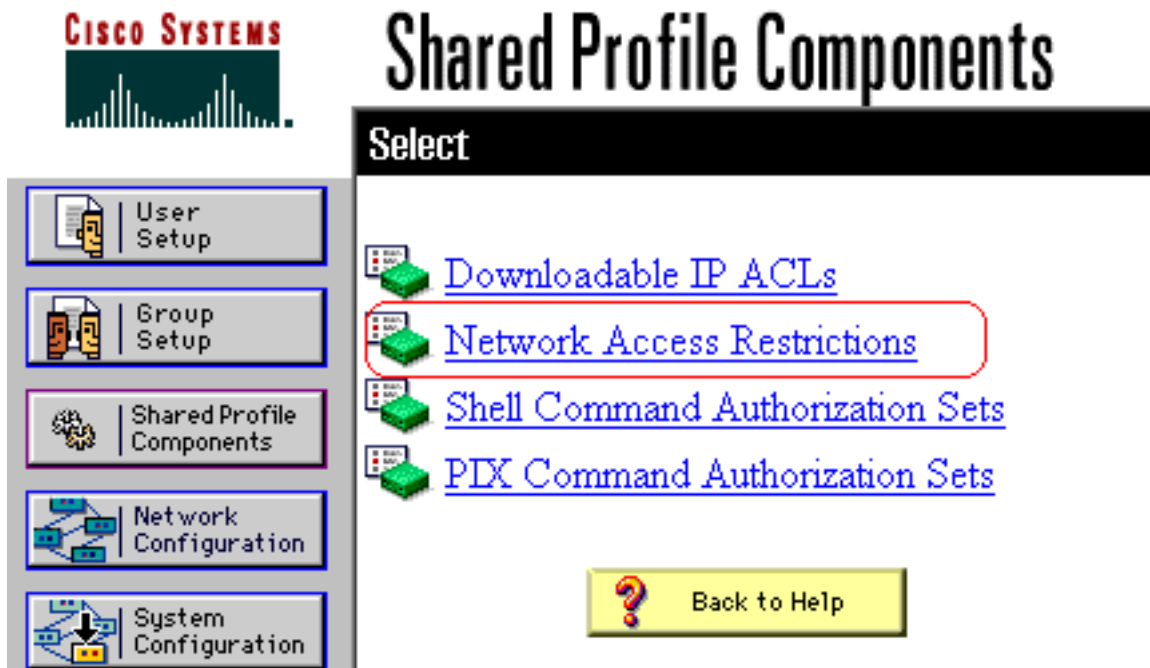 CISCO SYSTEMS
Shared Profile Components
Select
User
Setup
Group
Setup
Shared Profile
Components
Network
Configuration
System
Configuration
Downloadable IP ACLs
Network Access Restrictions
Shell Command Authorization Sets
PIX Command Authorization Sets
? Back to Help